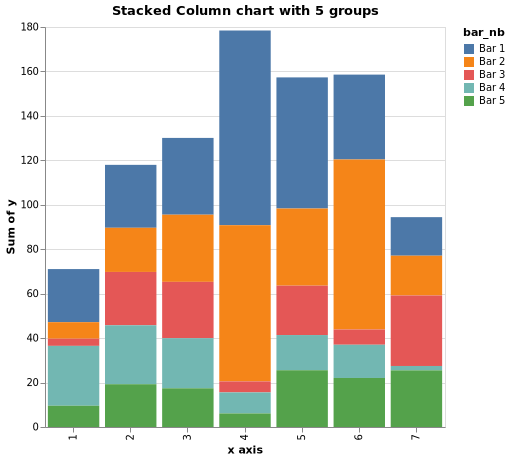 Stacked Column chart with 5 groups
bar_nb
Bar 1
Bar 2
Bar 3
Bar 4
Bar 5
180
160
140
120
100
80
60
40
20
0
Sum of y
1
2
3
4
5
6
7
x axis